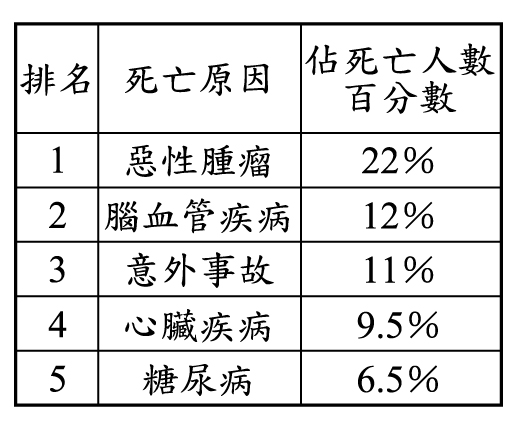 排名 死亡原因 佔死亡人數百分數
1 惡性腫瘤 22%
2 腦血管疾病 12%
3 意外事故 11%
4 心臟疾病 9.5%
5 糖尿病 6.5%